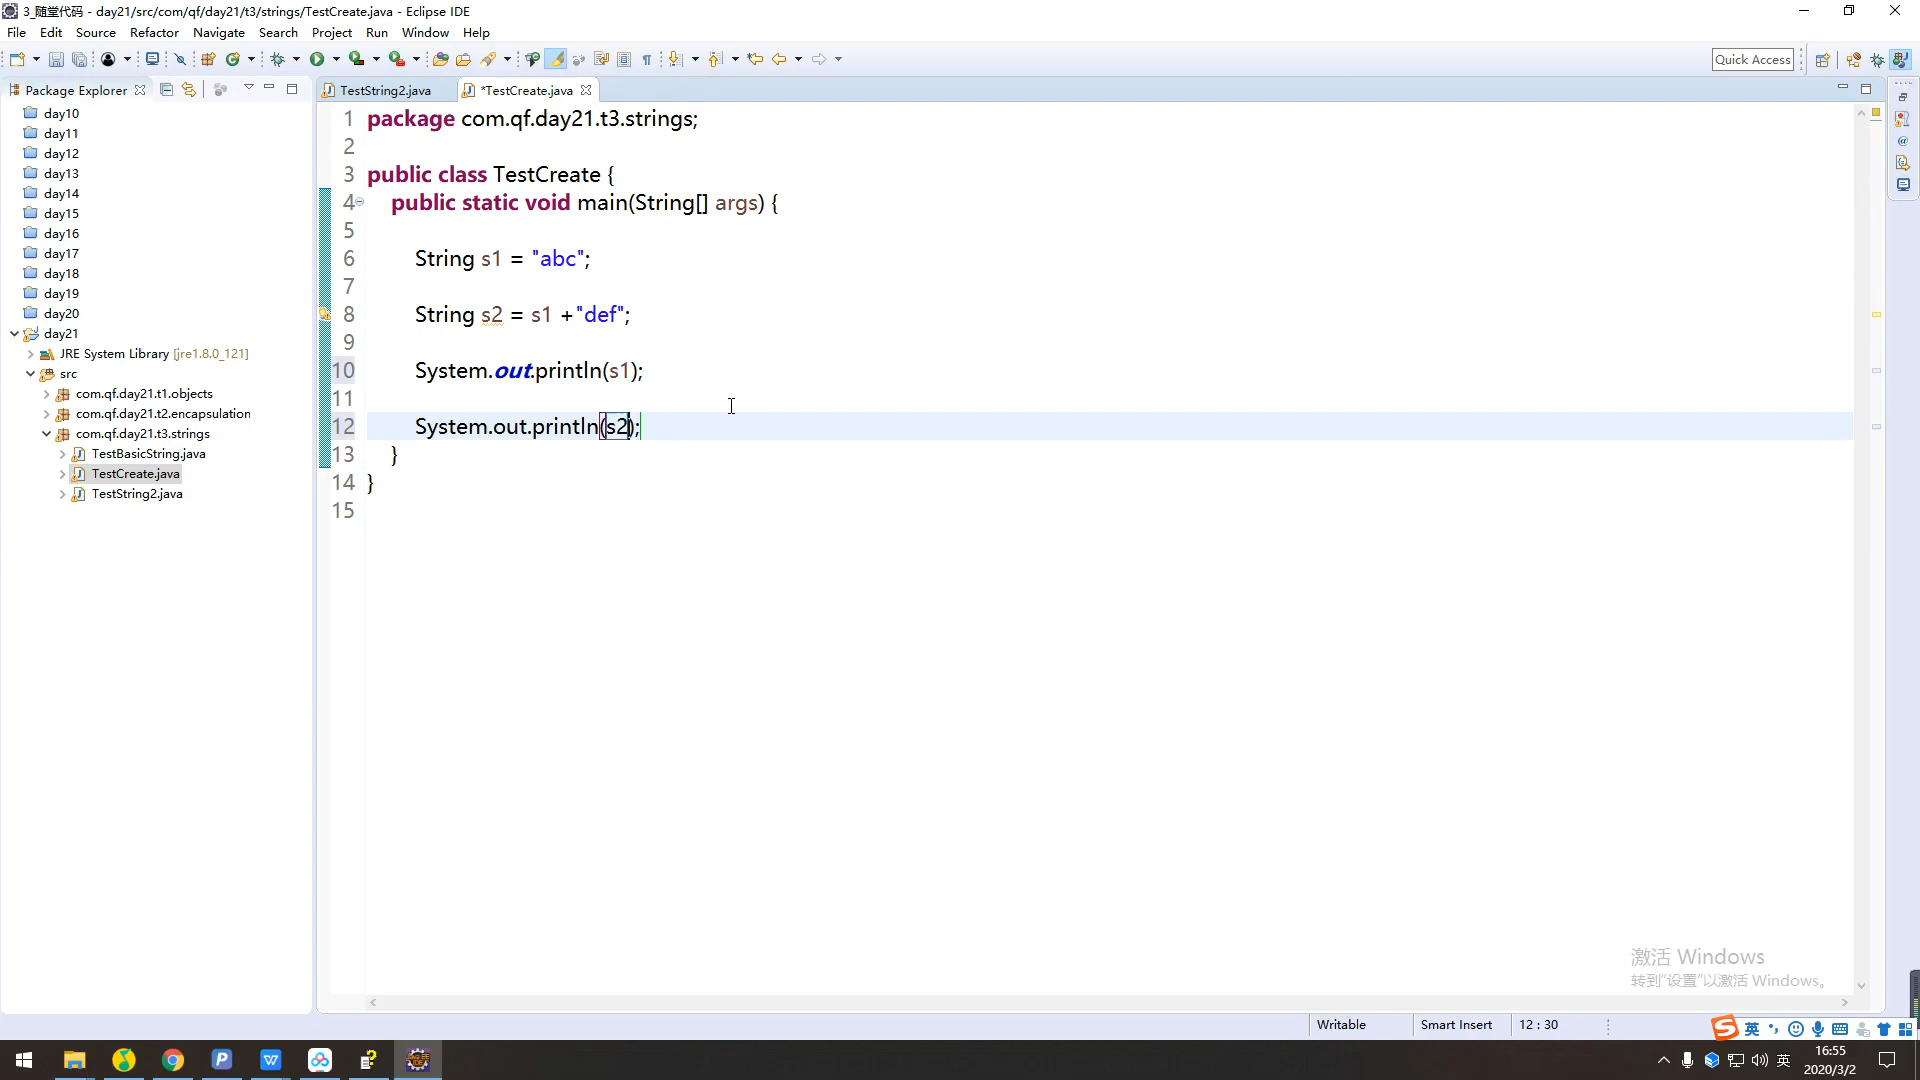 3_随堂代码 - day21/src/com/qf/day21/t3/strings/TestCreate.java - Eclipse IDE
File Edit Source Refactor Navigate Search Project Run Window Help
Quick Access
Package Explorer
TestString2.java
*TestCreate.java
day10
day11
day12
day13
day14
day15
day16
day17
day18
day19
day20
day21
JRE System Library [jre1.8.0_121]
src
com.qf.day21.t1.objects
com.qf.day21.t2.encapsulation
com.qf.day21.t3.strings
TestBasicString.java
TestCreate.java
TestString2.java
1 package com.qf.day21.t3.strings;
2
3 public class TestCreate {
4 public static void main(String[] args) {
5
6 String s1 = "abc";
7
8 String s2 = s1 +"def";
9
10 System.out.println(s1);
11
12 System.out.println(s2);
13 }
14 }
15
激活 Windows
转到“设置”以激活 Windows。
Writable
Smart Insert
12 : 30
英
英
16:55
2020/3/2